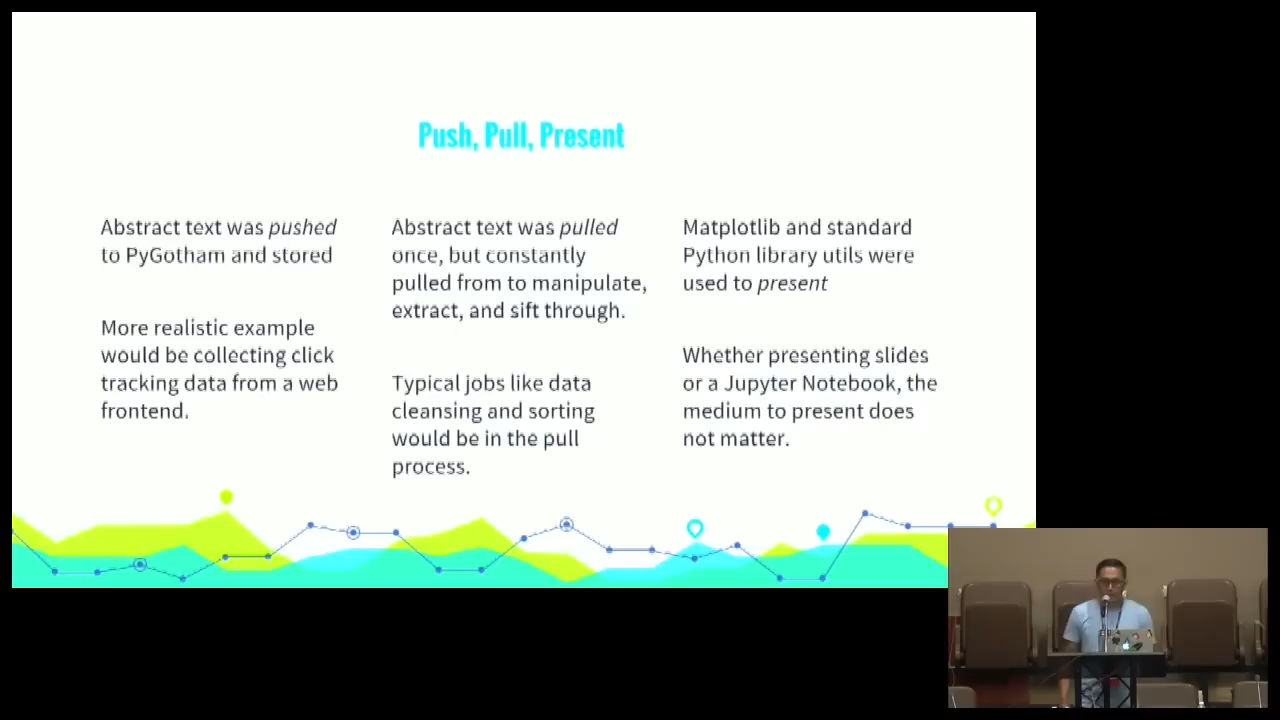 Push, Pull, Present
Abstract text was pushed
to PyGotham and stored
More realistic example
would be collecting click
tracking data from a web
frontend.
Abstract text was pulled
once, but constantly
pulled from to manipulate,
extract, and sift through.
Typical jobs like data
cleansing and sorting
would be in the pull
process.
Matplotlib and standard
Python library utils were
used to present
Whether presenting slides
or a Jupyter Notebook, the
medium to present does
not matter.